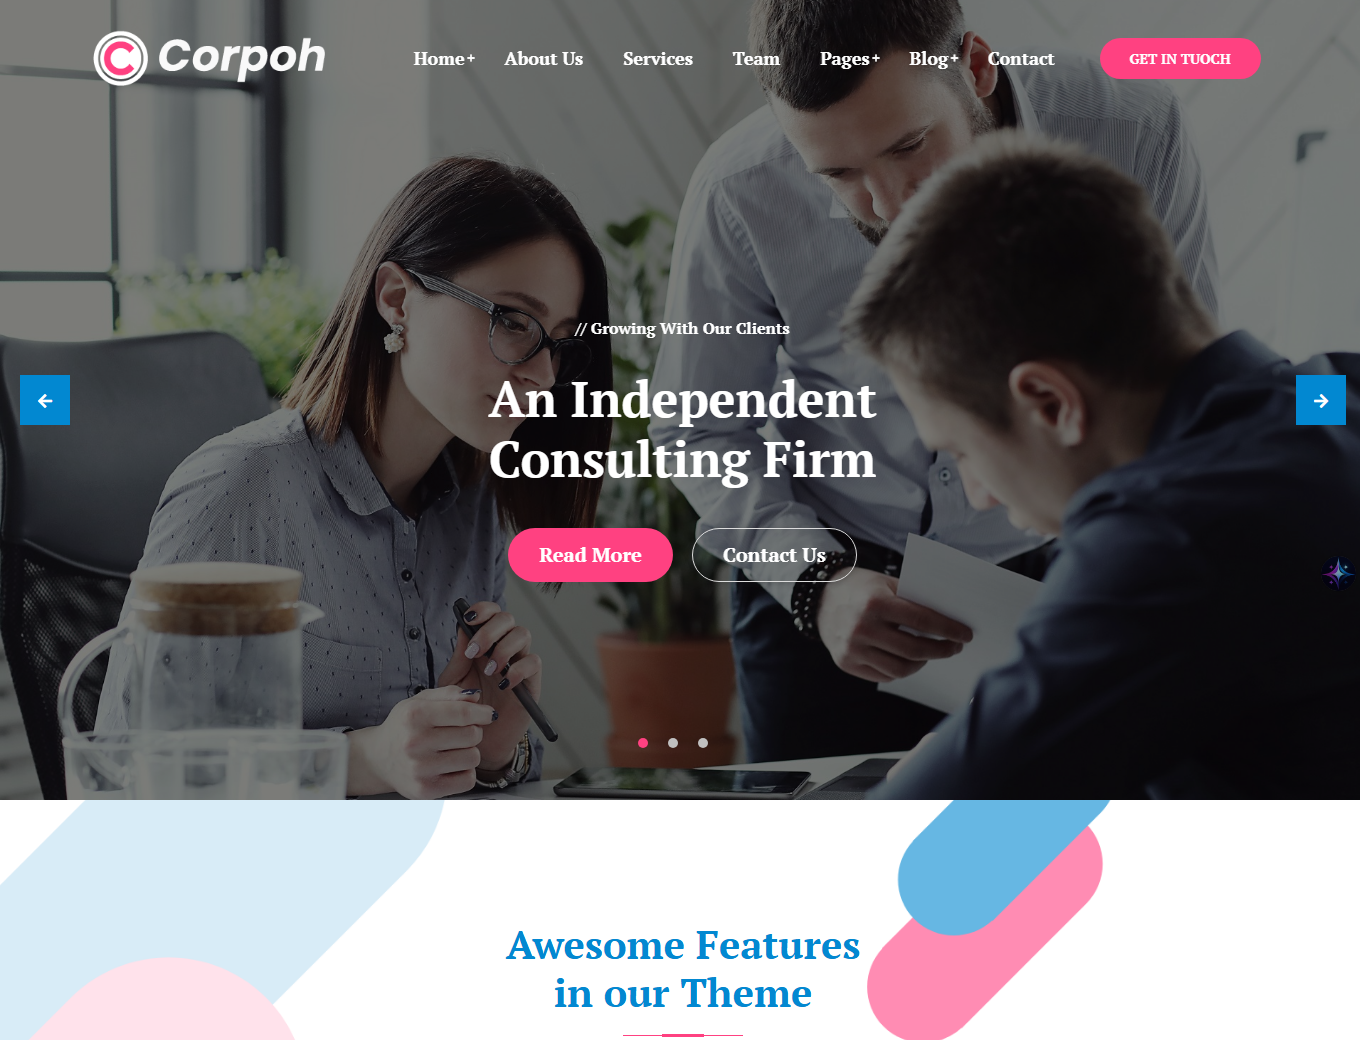 Corpoh
Home+ About Us Services Team Pages+ Blog+ Contact GET IN TUOCH
// Growing With Our Clients
An Independent
Consulting Firm
Read More Contact Us
Awesome Features
in our Theme